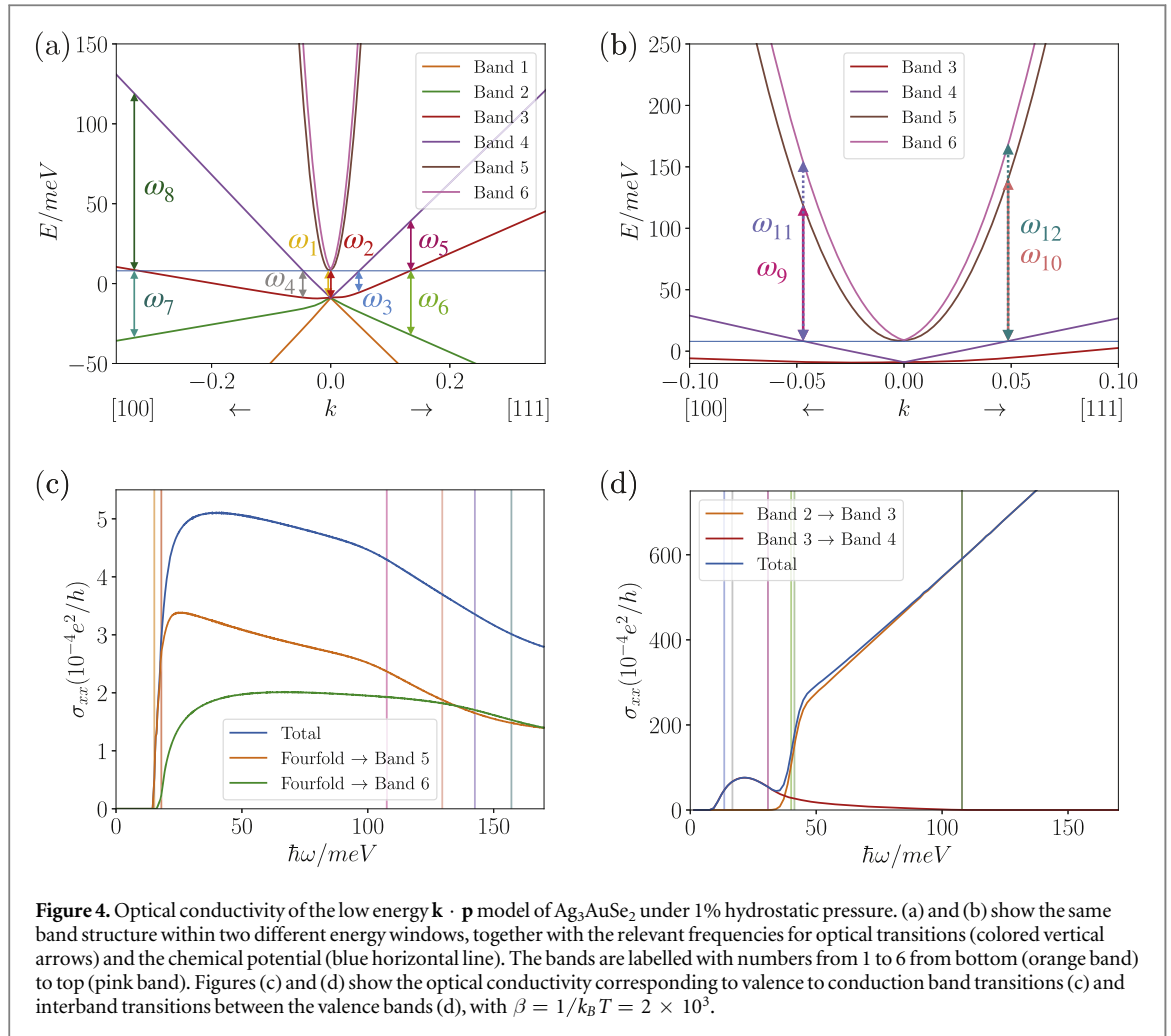 (a)
150
100
50
0
−50
E/meV
Band 1
Band 2
Band 3
Band 4
Band 5
Band 6
ω8
ω7
ω4
ω1
ω2
ω3
ω5
ω6
−0.2
0.0
0.2
[100]
←
k
→
[111]
(b)
250
200
150
100
50
0
E/meV
Band 3
Band 4
Band 5
Band 6
ω11
ω9
ω12
ω10
−0.10
−0.05
0.00
0.05
0.10
[100]
←
k
→
[111]
(c)
5
4
3
2
1
0
σxx(10⁻⁴e²/h)
Total
Fourfold → Band 5
Fourfold → Band 6
0
50
100
150
ℏω/meV
(d)
600
400
200
0
σxx(10⁻⁴e²/h)
Band 2 → Band 3
Band 3 → Band 4
Total
0
50
100
150
ℏω/meV
Figure 4. Optical conductivity of the low energy k · p model of Ag₃AuSe₂ under 1% hydrostatic pressure. (a) and (b) show the same
band structure within two different energy windows, together with the relevant frequencies for optical transitions (colored vertical
arrows) and the chemical potential (blue horizontal line). The bands are labelled with numbers from 1 to 6 from bottom (orange band)
to top (pink band). Figures (c) and (d) show the optical conductivity corresponding to valence to conduction band transitions (c) and
interband transitions between the valence bands (d), with β = 1/k_BT = 2 × 10³.